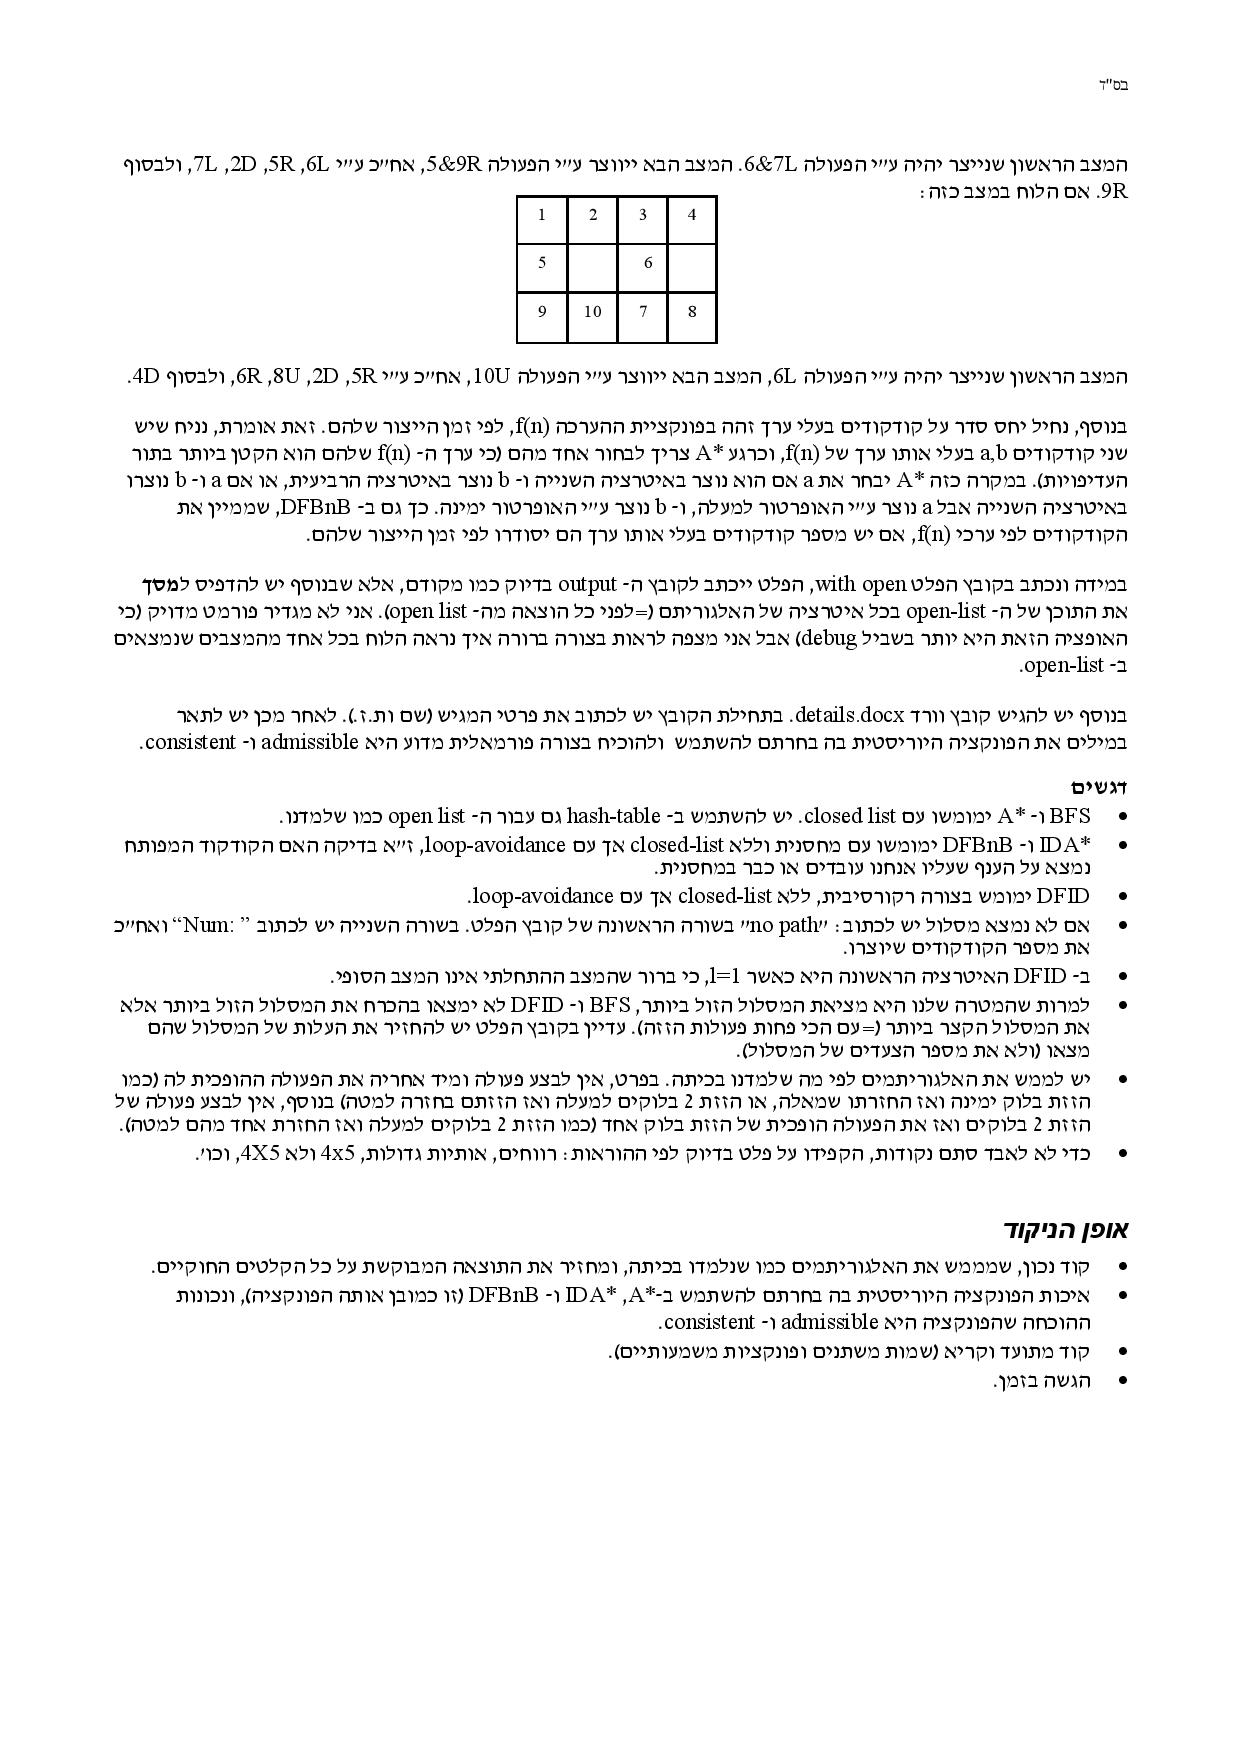 בס"ד
המצב הראשון שנייצר יהיה ע״י הפעולה 6&7L. המצב הבא ייווצר ע״י הפעולה 5&9R, אח״כ ע״י 6L, 5R, 2D, 7L, ולבסוף
9R. אם הלוח במצב כזה:
1 2 3 4
5 6
9 10 7 8
המצב הראשון שנייצר יהיה ע״י הפעולה 6L, המצב הבא ייווצר ע״י הפעולה 10U, אח״כ ע״י 5R, 2D, 8U, 6R, ולבסוף 4D.
בנוסף, נחיל יחס סדר על קודקודים בעלי ערך זהה בפונקציית ההערכה f(n), לפי זמן הייצור שלהם. זאת אומרת, נניח שיש
שני קודקודים a,b בעלי אותו ערך של f(n), וכרגע A* צריך לבחור אחד מהם (כי ערך ה- f(n) שלהם הוא הקטן ביותר בתור
העדיפויות). במקרה כזה A* יבחר את a אם הוא נוצר באיטרציה השנייה ו- b נוצר באיטרציה הרביעית, או אם a ו- b נוצרו
באיטרציה השנייה אבל a נוצר ע״י האופרטור למעלה, ו- b נוצר ע״י האופרטור ימינה. כך גם ב- DFBnB, שממיין את
הקודקודים לפי ערכי f(n), אם יש מספר קודקודים בעלי אותו ערך הם יסודרו לפי זמן הייצור שלהם.
במידה ונכתב בקובץ הפלט with open, הפלט ייכתב לקובץ ה- output בדיוק כמו מקודם, אלא שבנוסף יש להדפיס למסך
את התוכן של ה- open-list בכל איטרציה של האלגוריתם (=לפני כל הוצאה מה- open list). אני לא מגדיר פורמט מדויק (כי
האופציה הזאת היא יותר בשביל debug) אבל אני מצפה לראות בצורה ברורה איך נראה הלוח בכל אחד מהמצבים שנמצאים
ב- open-list.
בנוסף יש להגיש קובץ וורד details.docx. בתחילת הקובץ יש לכתוב את פרטי המגיש (שם ות.ז.). לאחר מכן יש לתאר
במילים את הפונקציה היוריסטית בה בחרתם להשתמש ולהוכיח בצורה פורמאלית מדוע היא admissible ו- consistent.
דגשים
• BFS ו- A* ימומשו עם closed list. יש להשתמש ב- hash-table גם עבור ה- open list כמו שלמדנו.
• IDA* ו- DFBnB ימומשו עם מחסנית וללא closed-list אך עם loop-avoidance, ז״א בדיקה האם הקודקוד המפותח
נמצא על הענף שעליו אנחנו עובדים או כבר במחסנית.
• DFID ימומש בצורה רקורסיבית, ללא closed-list אך עם loop-avoidance.
• אם לא נמצא מסלול יש לכתוב: ״no path״ בשורה הראשונה של קובץ הפלט. בשורה השנייה יש לכתוב “Num: ” ואח״כ
את מספר הקודקודים שיוצרו.
• ב- DFID האיטרציה הראשונה היא כאשר l=1, כי ברור שהמצב ההתחלתי אינו המצב הסופי.
• למרות שהמטרה שלנו היא מציאת המסלול הזול ביותר, BFS ו- DFID לא ימצאו בהכרח את המסלול הזול ביותר אלא
את המסלול הקצר ביותר (=עם הכי פחות פעולות הזזה). עדיין בקובץ הפלט יש להחזיר את העלות של המסלול שהם
מצאו (ולא את מספר הצעדים של המסלול).
• יש לממש את האלגוריתמים לפי מה שלמדנו בכיתה. בפרט, אין לבצע פעולה ומיד אחריה את הפעולה ההופכית לה (כמו
הזזת בלוק ימינה ואז החזרתו שמאלה, או הזזת 2 בלוקים למעלה ואז הזזתם בחזרה למטה) בנוסף, אין לבצע פעולה של
הזזת 2 בלוקים ואז את הפעולה הופכית של הזזת בלוק אחד (כמו הזזת 2 בלוקים למעלה ואז החזרת אחד מהם למטה).
• כדי לא לאבד סתם נקודות, הקפידו על פלט בדיוק לפי ההוראות: רווחים, אותיות גדולות, 4x5 ולא 4X5, וכו׳.
אופן הניקוד
• קוד נכון, שמממש את האלגוריתמים כמו שנלמדו בכיתה, ומחזיר את התוצאה המבוקשת על כל הקלטים החוקיים.
• איכות הפונקציה היוריסטית בה בחרתם להשתמש ב-A*, IDA* ו- DFBnB (זו כמובן אותה הפונקציה), ונכונות
ההוכחה שהפונקציה היא admissible ו- consistent.
• קוד מתועד וקריא (שמות משתנים ופונקציות משמעותיים).
• הגשה בזמן.